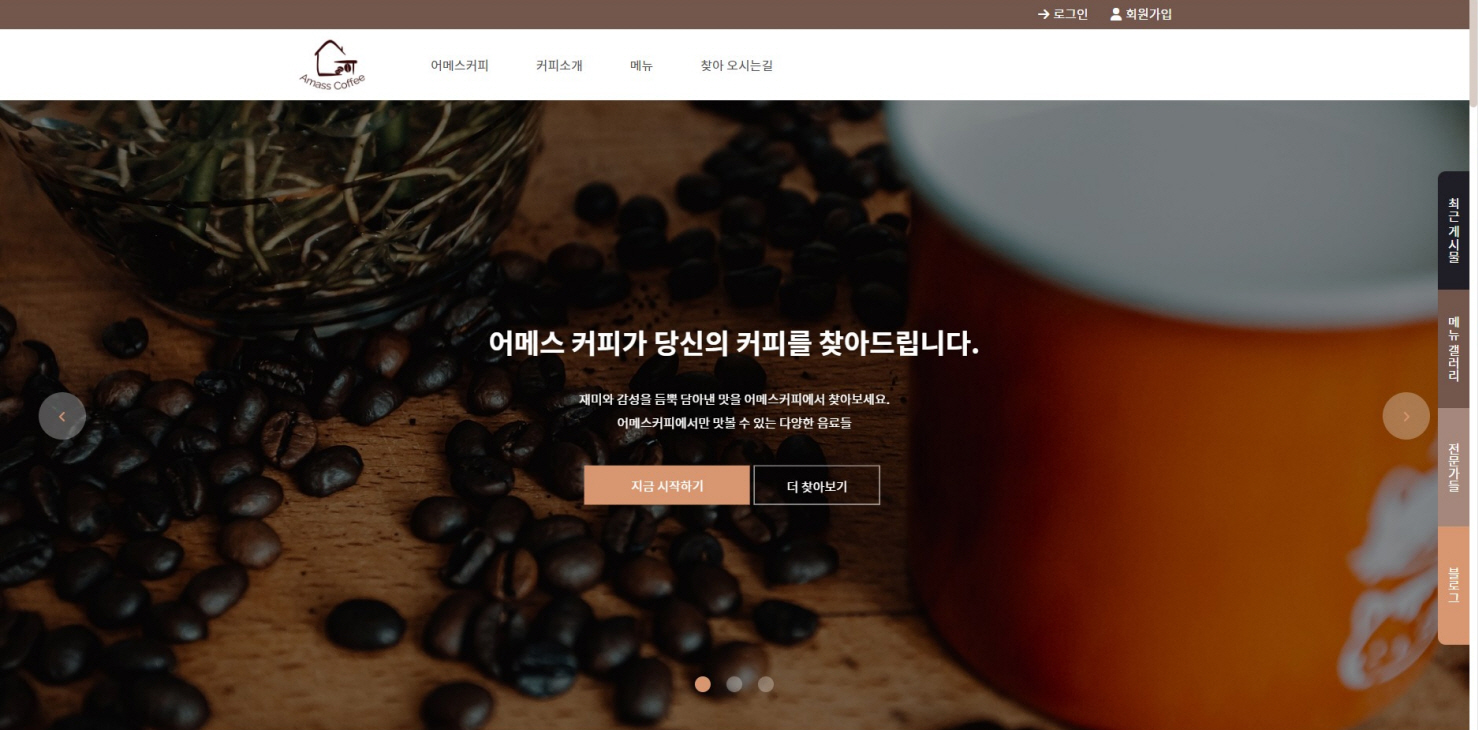 로그인
회원가입
Amass Coffee
어메스커피
커피소개
메뉴
찾아 오시는길
최근 게시물
메뉴 갤러리
전문가들
블로그
어메스 커피가 당신의 커피를 찾아드립니다.
재미와 감성을 듬뿍 담아낸 맛을 어메스커피에서 찾아보세요.
어메스커피에서만 맛볼 수 있는 다양한 음료들
지금 시작하기
더 찾아보기